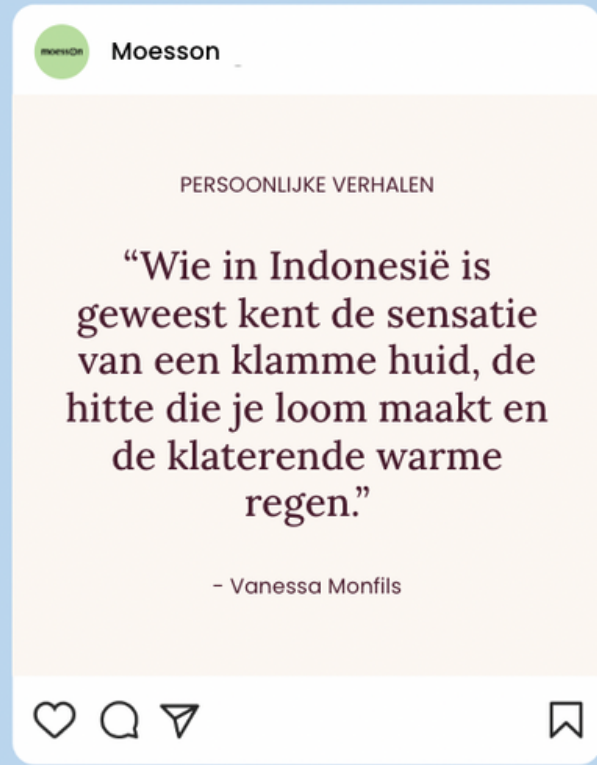 moesson
Moesson
PERSOONLIJKE VERHALEN
“Wie in Indonesië is
geweest kent de sensatie
van een klamme huid, de
hitte die je loom maakt en
de klaterende warme
regen.”
- Vanessa Monfils